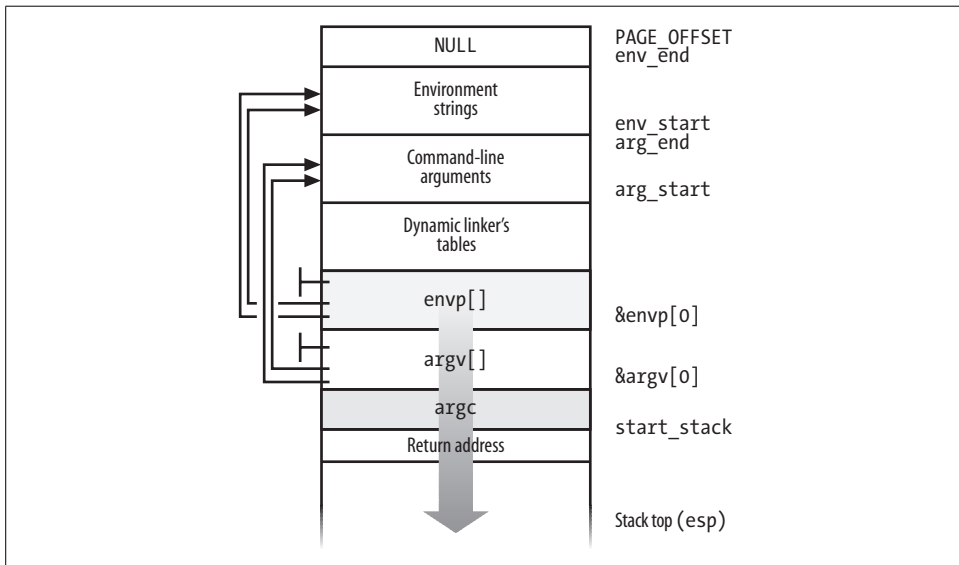 NULL
PAGE_OFFSET
env_end
Environment
strings
env_start
arg_end
Command-line
arguments
arg_start
Dynamic linker's
tables
envp[]
&envp[0]
argv[]
&argv[0]
argc
start_stack
Return address
Stack top (esp)